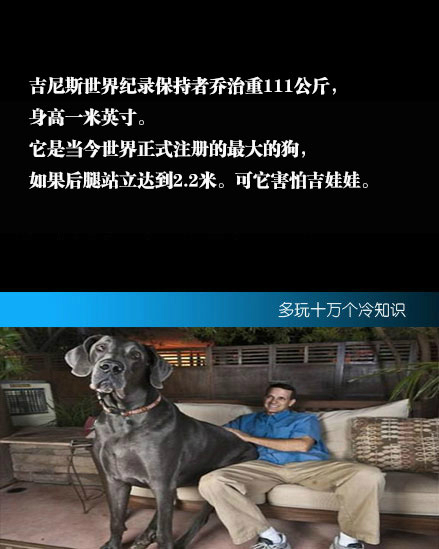 吉尼斯世界纪录保持者乔治重111公斤，
身高一米英寸。
它是当今世界正式注册的最大的狗，
如果后腿站立达到2.2米。可它害怕吉娃娃。
多玩十万个冷知识